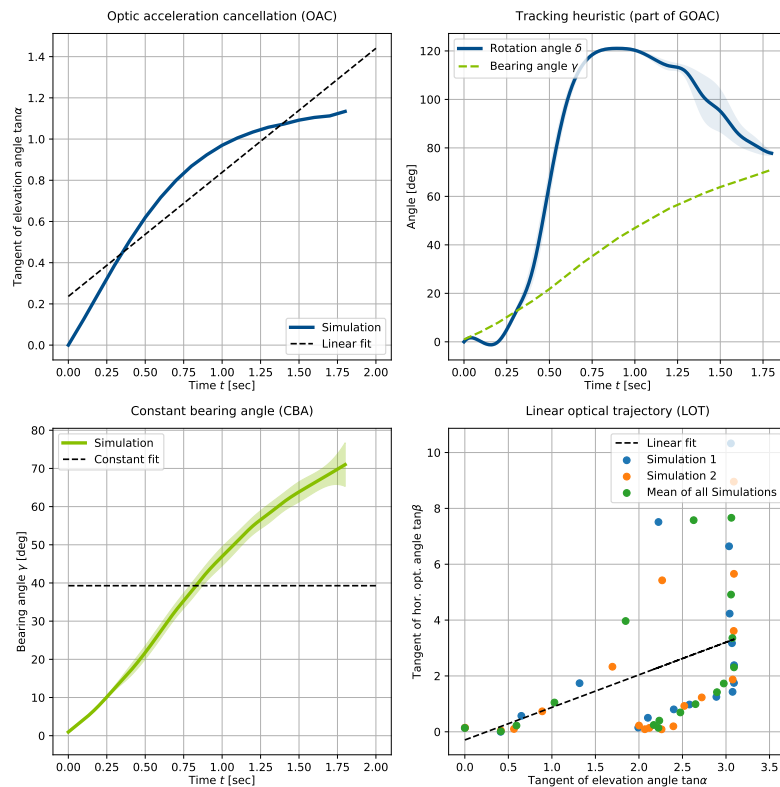 Optic acceleration cancellation (OAC)
Tangent of elevation angle tanα
1.4
1.2
1.0
0.8
0.6
0.4
0.2
0.0
Simulation
Linear fit
0.00 0.25 0.50 0.75 1.00 1.25 1.50 1.75 2.00
Time t [sec]
Tracking heuristic (part of GOAC)
Angle [deg]
120
100
80
60
40
20
0
Rotation angle δ
Bearing angle γ
0.00 0.25 0.50 0.75 1.00 1.25 1.50 1.75
Time t [sec]
Constant bearing angle (CBA)
Bearing angle γ [deg]
80
70
60
50
40
30
20
10
0
Simulation
Constant fit
0.00 0.25 0.50 0.75 1.00 1.25 1.50 1.75 2.00
Time t [sec]
Linear optical trajectory (LOT)
Tangent of hor. opt. angle tanβ
10
8
6
4
2
0
Linear fit
Simulation 1
Simulation 2
Mean of all Simulations
0.0 0.5 1.0 1.5 2.0 2.5 3.0 3.5
Tangent of elevation angle tanα